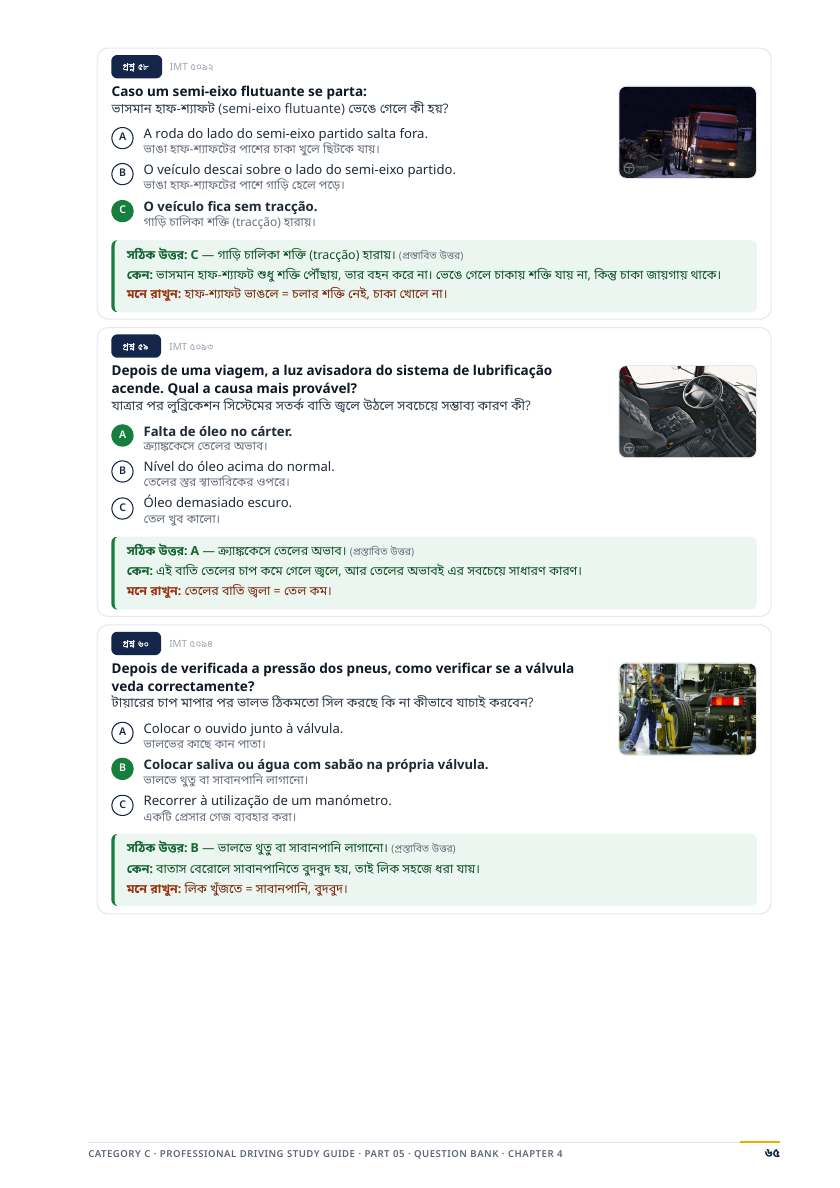 প্রশ্ন ৫৮ IMT ৫০৯২
Caso um semi-eixo flutuante se parta:
ভাসমান হাফ-শ্যাফট (semi-eixo flutuante) ভেঙে গেলে কী হয়?
A A roda do lado do semi-eixo partido salta fora.
ভাঙা হাফ-শ্যাফটের পাশের চাকা খুলে ছিটকে যায়।
B O veículo descai sobre o lado do semi-eixo partido.
ভাঙা হাফ-শ্যাফটের পাশে গাড়ি হেলে পড়ে।
C O veículo fica sem tracção.
গাড়ি চালিকা শক্তি (tracção) হারায়।
সঠিক উত্তর: C — গাড়ি চালিকা শক্তি (tracção) হারায়। (প্রস্তাবিত উত্তর)
কেন: ভাসমান হাফ-শ্যাফট শুধু শক্তি পৌঁছায়, ভার বহন করে না। ভেঙে গেলে চাকায় শক্তি যায় না, কিন্তু চাকা জায়গায় থাকে।
মনে রাখুন: হাফ-শ্যাফট ভাঙলে = চলার শক্তি নেই, চাকা খোলে না।
প্রশ্ন ৫৯ IMT ৫০৯৩
Depois de uma viagem, a luz avisadora do sistema de lubrificação
acende. Qual a causa mais provável?
যাত্রার পর লুব্রিকেশন সিস্টেমের সতর্ক বাতি জ্বলে উঠলে সবচেয়ে সম্ভাব্য কারণ কী?
A Falta de óleo no cárter.
ক্র্যাঙ্ককেসে তেলের অভাব।
B Nível do óleo acima do normal.
তেলের স্তর স্বাভাবিকের ওপরে।
C Óleo demasiado escuro.
তেল খুব কালো।
সঠিক উত্তর: A — ক্র্যাঙ্ককেসে তেলের অভাব। (প্রস্তাবিত উত্তর)
কেন: এই বাতি তেলের চাপ কমে গেলে জ্বলে, আর তেলের অভাবই এর সবচেয়ে সাধারণ কারণ।
মনে রাখুন: তেলের বাতি জ্বলা = তেল কম।
প্রশ্ন ৬০ IMT ৫০৯৪
Depois de verificada a pressão dos pneus, como verificar se a válvula
veda correctamente?
টায়ারের চাপ মাপার পর ভালভ ঠিকমতো সিল করছে কি না কীভাবে যাচাই করবেন?
A Colocar o ouvido junto à válvula.
ভালভের কাছে কান পাতা।
B Colocar saliva ou água com sabão na própria válvula.
ভালভে থুতু বা সাবানপানি লাগানো।
C Recorrer à utilização de um manómetro.
একটি প্রেসার গেজ ব্যবহার করা।
সঠিক উত্তর: B — ভালভে থুতু বা সাবানপানি লাগানো। (প্রস্তাবিত উত্তর)
কেন: বাতাস বেরোলে সাবানপানিতে বুদবুদ হয়, তাই লিক সহজে ধরা যায়।
মনে রাখুন: লিক খুঁজতে = সাবানপানি, বুদবুদ।
CATEGORY C · PROFESSIONAL DRIVING STUDY GUIDE · PART 05 · QUESTION BANK · CHAPTER 4 ৬৫